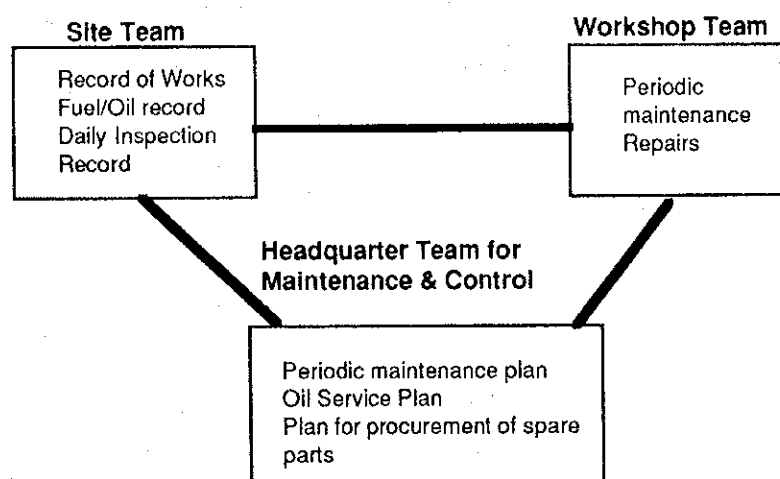 Site Team
Record of Works
Fuel/Oil record
Daily Inspection
Record
Workshop Team
Periodic
maintenance
Repairs
Headquarter Team for
Maintenance & Control
Periodic maintenance plan
Oil Service Plan
Plan for procurement of spare
parts